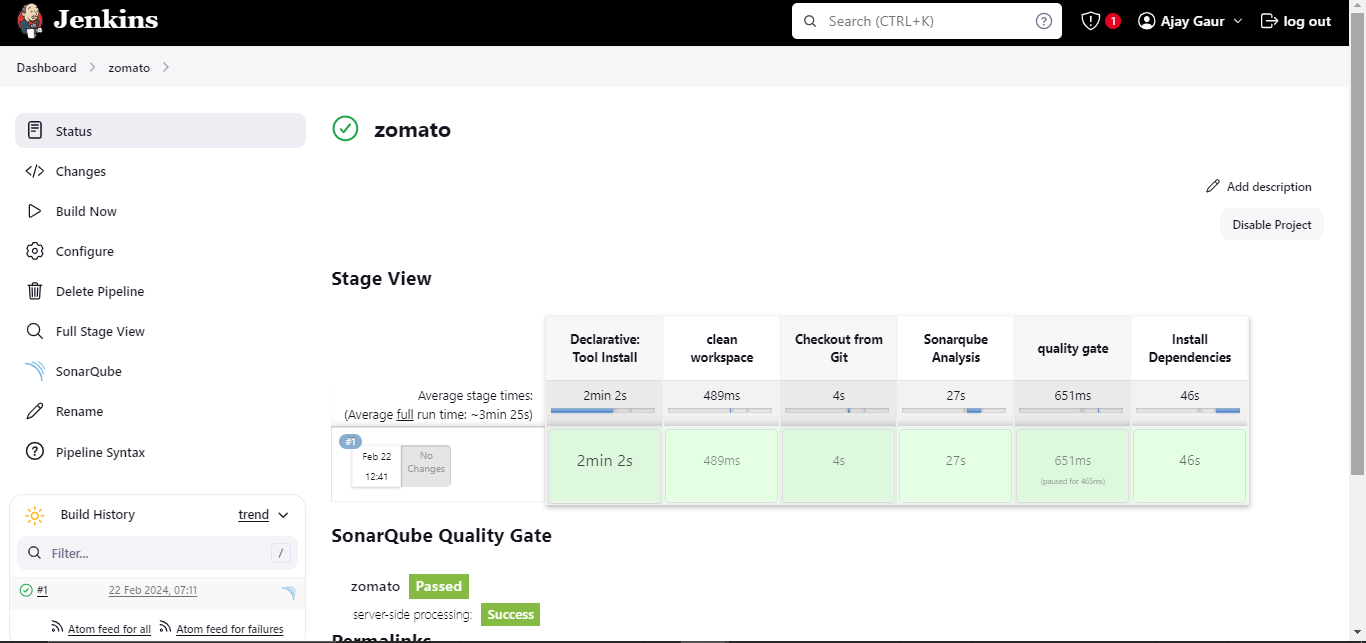 Jenkins
Search (CTRL+K)
?
1
Ajay Gaur
log out
Dashboard
zomato
Status
Changes
Build Now
Configure
Delete Pipeline
Full Stage View
SonarQube
Rename
Pipeline Syntax
Build History
trend
Filter...
/
#1
22 Feb 2024, 07:11
Atom feed for all
Atom feed for failures
zomato
Add description
Disable Project
Stage View
Declarative: Tool Install
clean workspace
Checkout from Git
Sonarqube Analysis
quality gate
Install Dependencies
Average stage times:
(Average full run time: ~3min 25s)
2min 2s
489ms
4s
27s
651ms
46s
#1
Feb 22
12:41
No Changes
2min 2s
489ms
4s
27s
651ms
(paused for 465ms)
46s
SonarQube Quality Gate
zomato Passed
server-side processing: Success
Permalinks